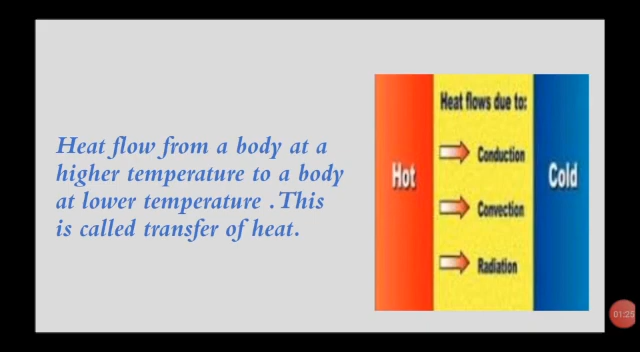 Heat flow from a body at a
higher temperature to a body
at lower temperature .This
is called transfer of heat.
Heat flows due to:
Hot
Conduction
Convection
Radiation
Cold
01:25